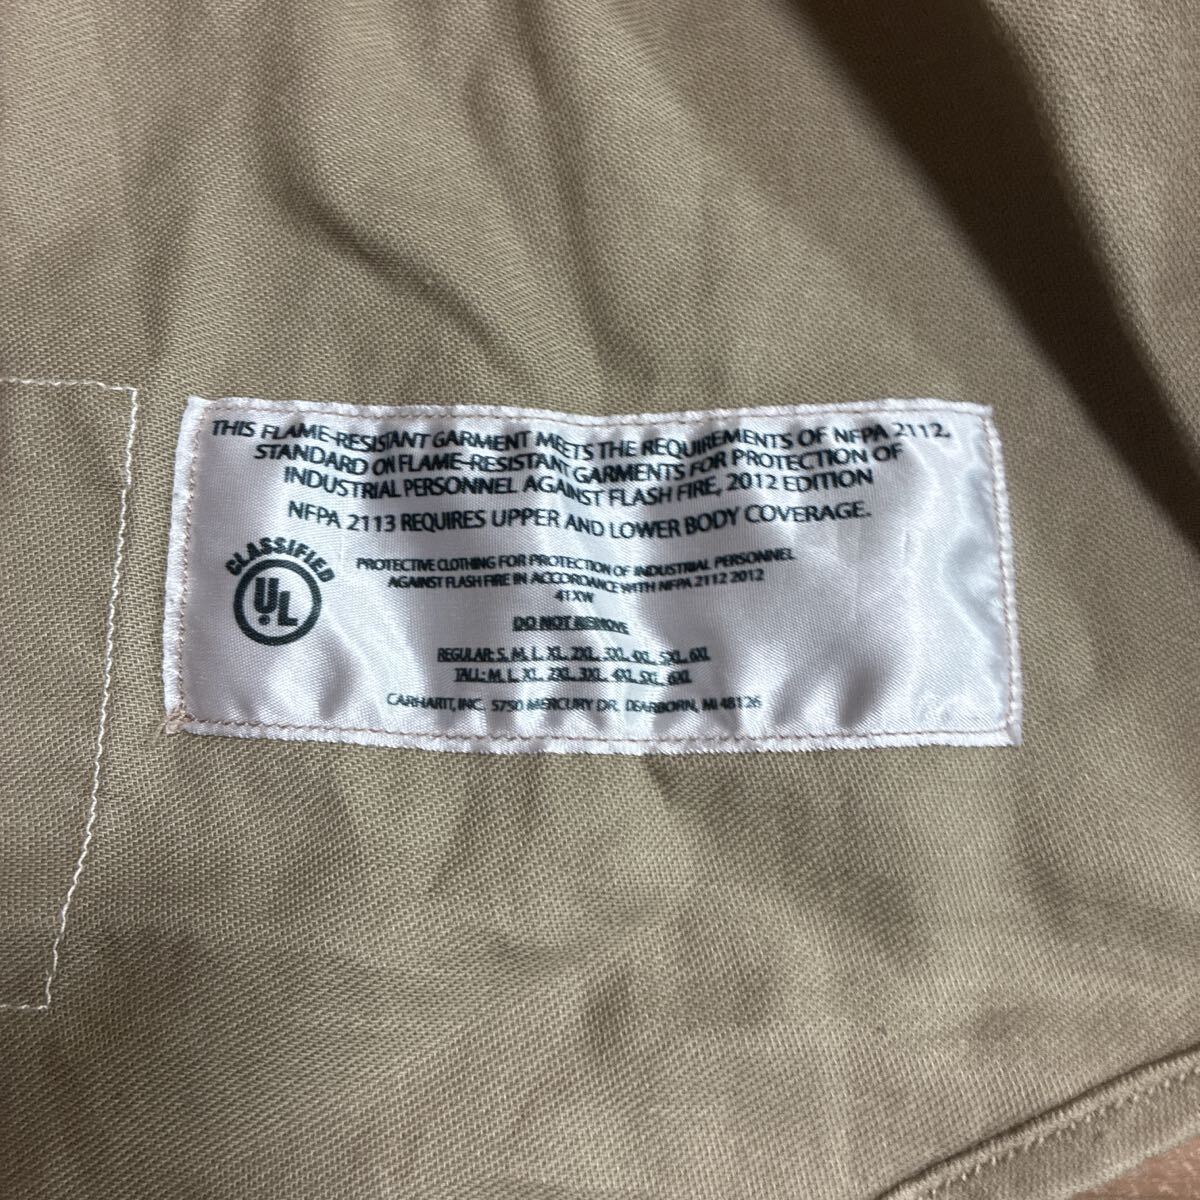 THIS FLAME-RESISTANT GARMENT MEETS THE REQUIREMENTS OF NFPA 2112,
STANDARD ON FLAME-RESISTANT GARMENTS FOR PROTECTION OF
INDUSTRIAL PERSONNEL AGAINST FLASH FIRE, 2012 EDITION
NFPA 2113 REQUIRES UPPER AND LOWER BODY COVERAGE.
CLASSIFIED
UL
PROTECTIVE CLOTHING FOR PROTECTION OF INDUSTRIAL PERSONNEL
AGAINST FLASH FIRE IN ACCORDANCE WITH NFPA 2112 2012
41XW
DO NOT REMOVE
REGULAR: S, M, L, XL, 2XL, 3XL, 4XL, 5XL, 6XL
TALL: M, L, XL, 2XL, 3XL, 4XL, 5XL, 6XL
CARHARTT, INC. 5750 MERCURY DR. DEARBORN, MI 48126